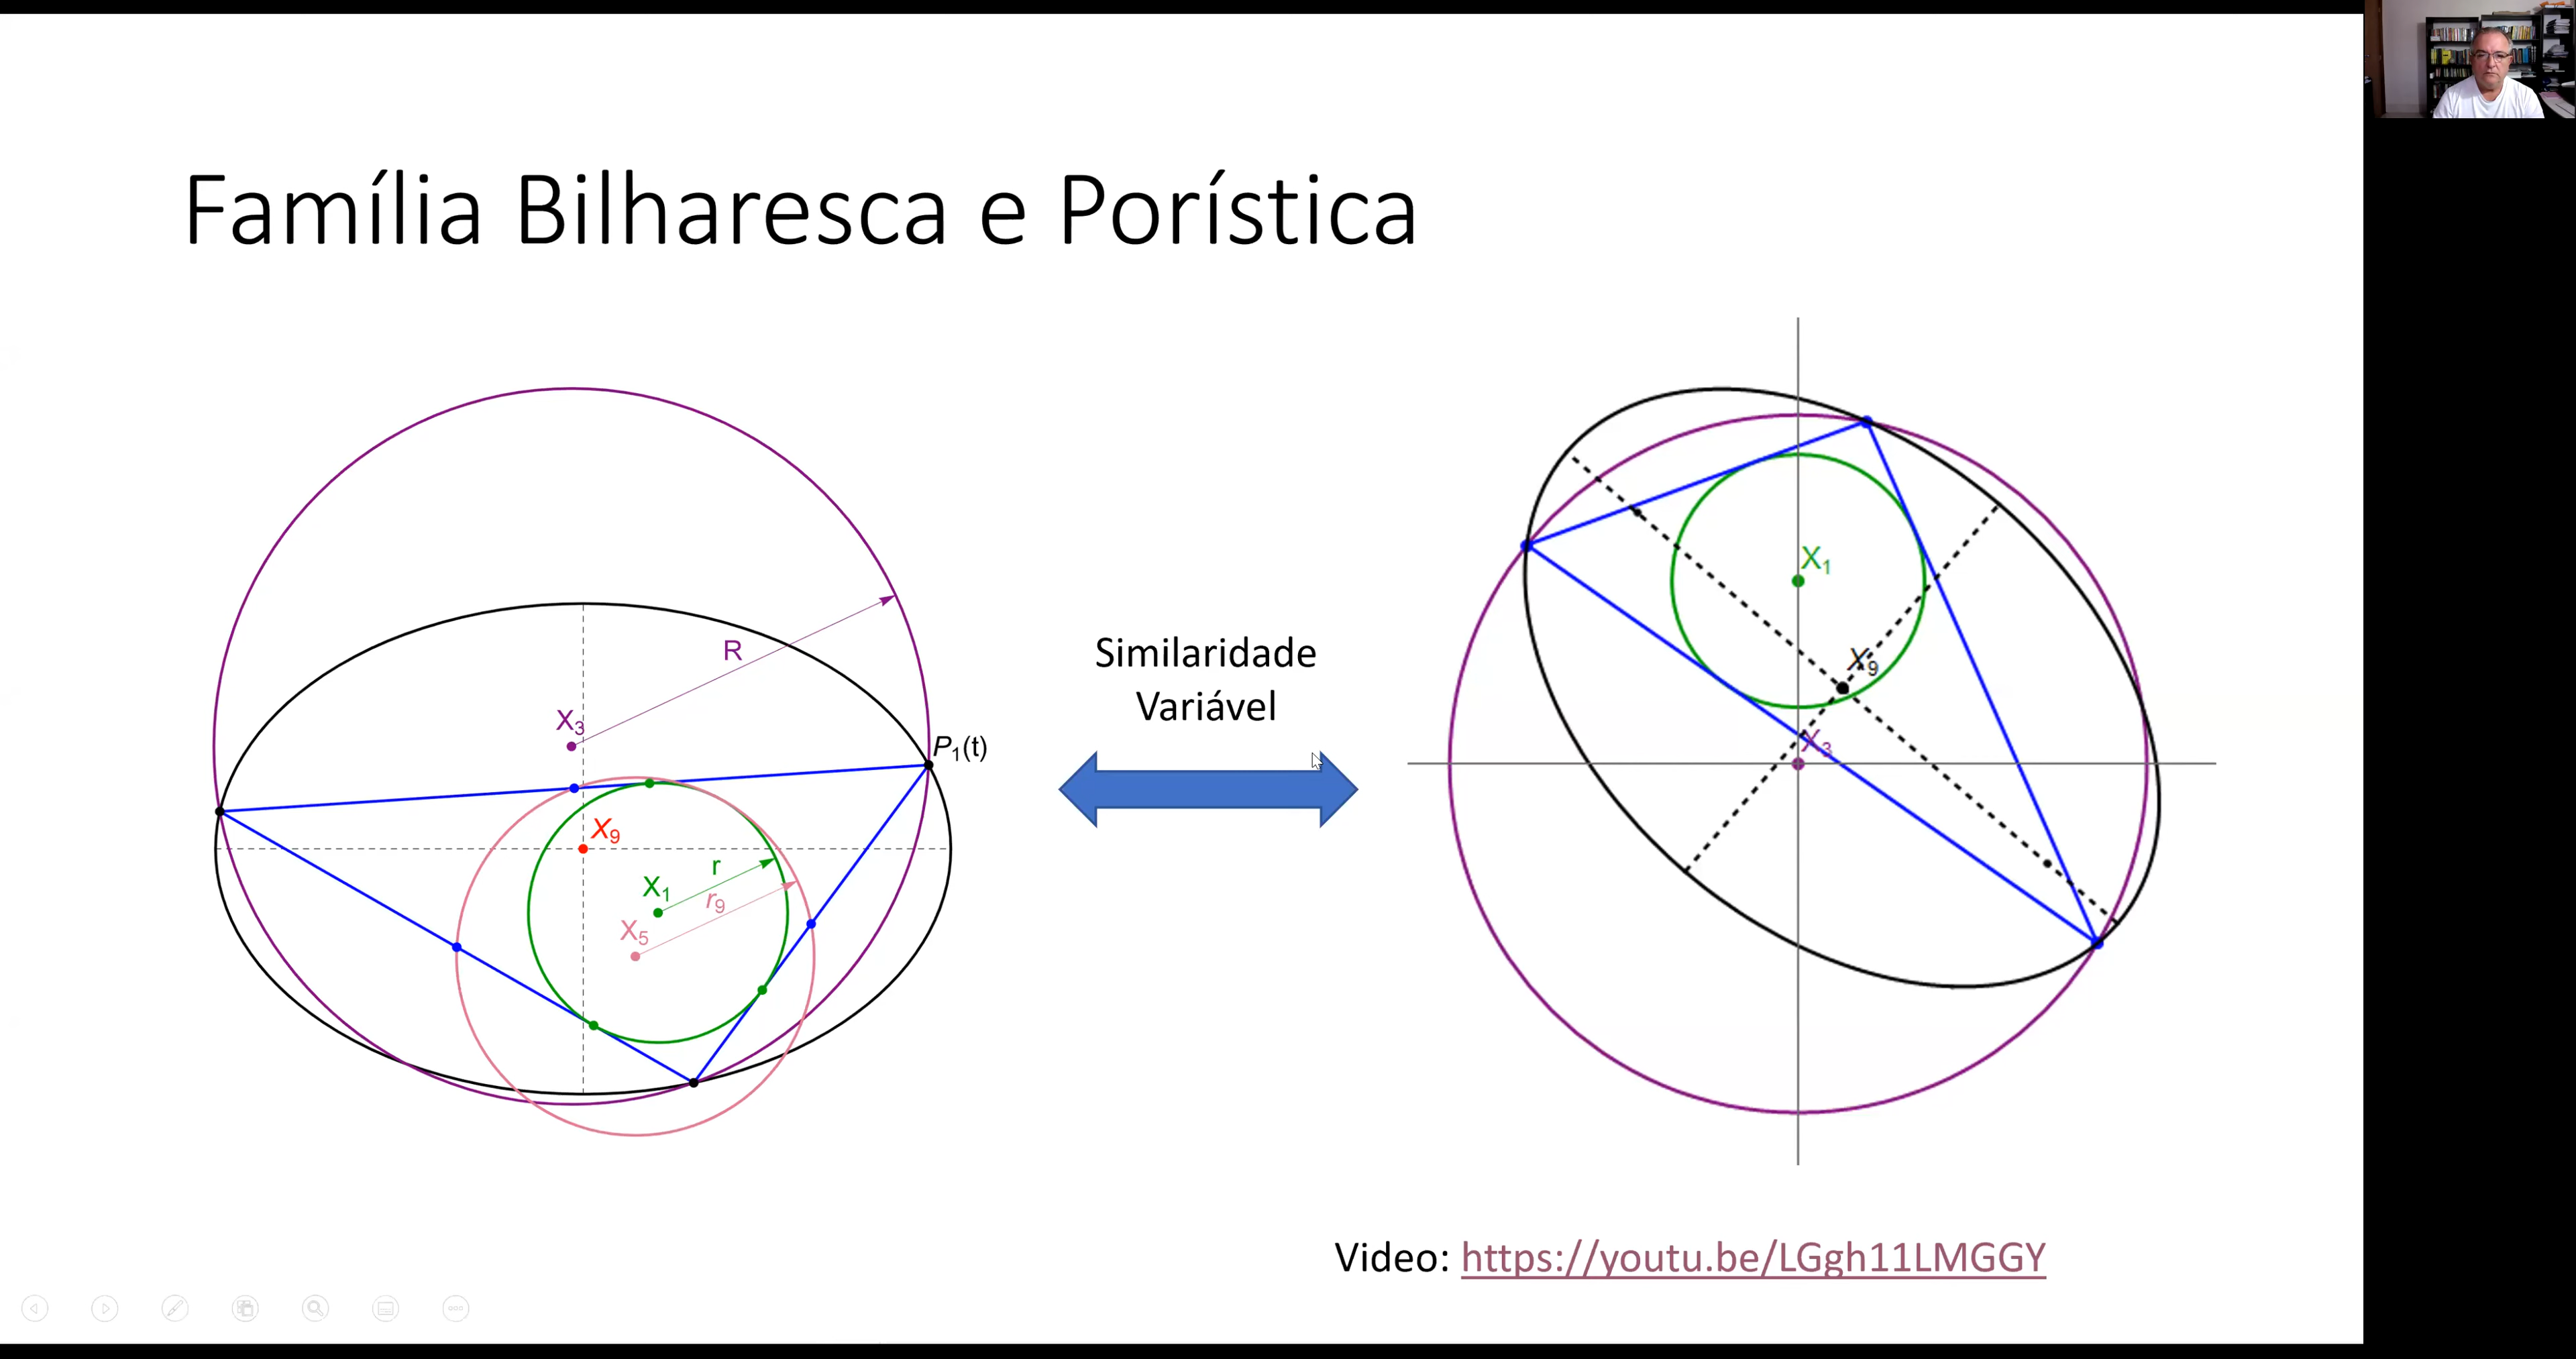 Família Bilharesca e Porística
R
X3
P1(t)
X9
r
X1
r9
X5
Similaridade
Variável
X1
X9
X3
Video: https://youtu.be/LGgh11LMGGY